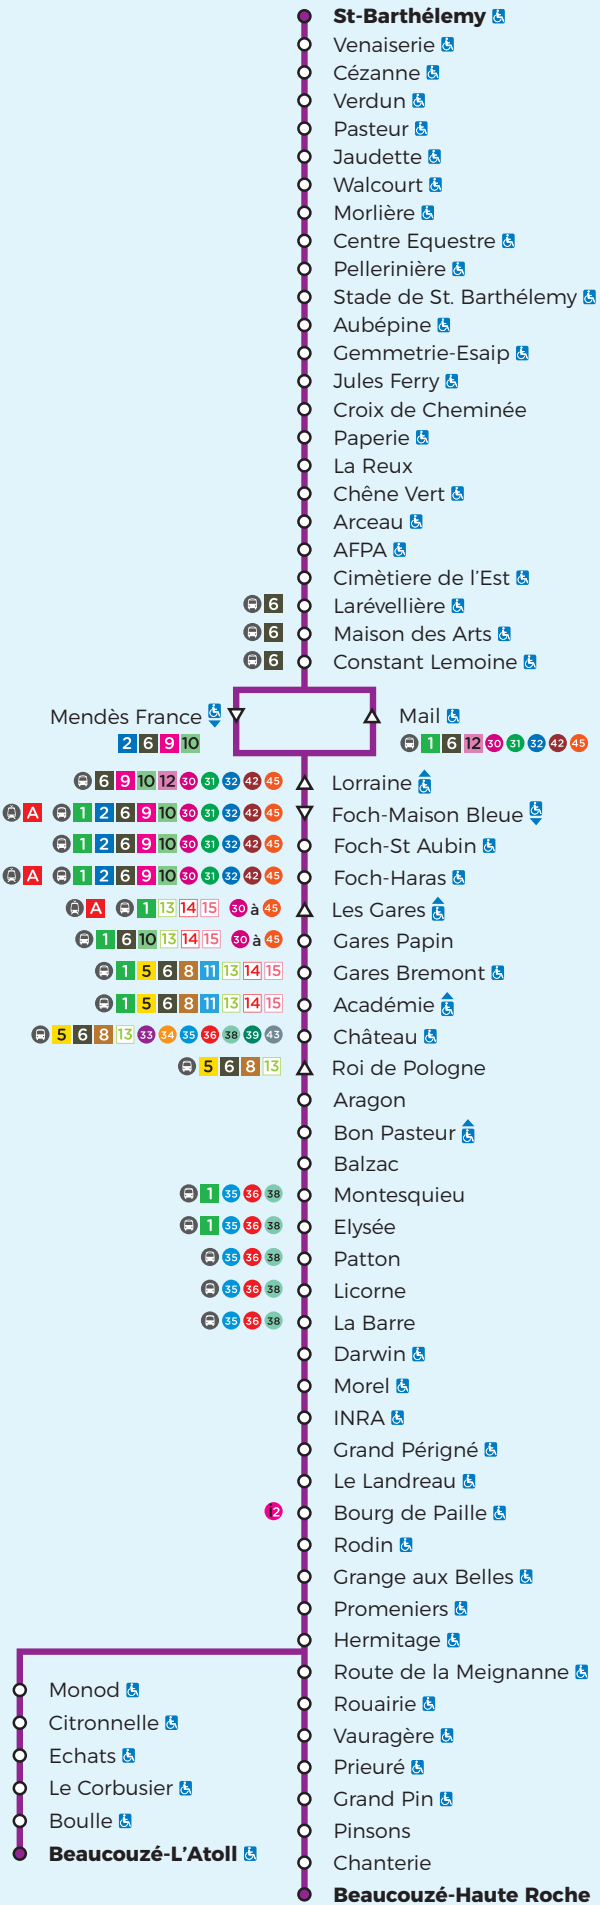 St-Barthélemy
Venaiserie
Cézanne
Verdun
Pasteur
Jaudette
Walcourt
Morlière
Centre Equestre
Pellerinière
Stade de St. Barthélemy
Aubépine
Gemmetrie-Esaip
Jules Ferry
Croix de Cheminée
Paperie
La Reux
Chêne Vert
Arceau
AFPA
Cimètiere de l'Est
6 Larévellière
6 Maison des Arts
6 Constant Lemoine
Mendès France
2 6 9 10
Mail
1 6 12 30 31 32 42 45
6 9 10 12 30 31 32 42 45 Lorraine
A 1 2 6 9 10 30 31 32 42 45 Foch-Maison Bleue
1 2 6 9 10 30 31 32 42 45 Foch-St Aubin
A 1 2 6 9 10 30 31 32 42 45 Foch-Haras
A 1 13 14 15 30 à 45 Les Gares
1 6 10 13 14 15 30 à 45 Gares Papin
1 5 6 8 11 13 14 15 Gares Bremont
1 5 6 8 11 13 14 15 Académie
5 6 8 13 33 34 35 36 38 39 43 Château
5 6 8 13 Roi de Pologne
Aragon
Bon Pasteur
Balzac
1 35 36 38 Montesquieu
1 35 36 38 Elysée
35 36 38 Patton
35 36 38 Licorne
35 36 38 La Barre
Darwin
Morel
INRA
Grand Périgné
Le Landreau
i2 Bourg de Paille
Rodin
Grange aux Belles
Promeniers
Hermitage
Route de la Meignanne
Rouairie
Vauragère
Prieuré
Grand Pin
Pinsons
Chanterie
Beaucouzé-Haute Roche
Monod
Citronnelle
Echats
Le Corbusier
Boulle
Beaucouzé-L'Atoll